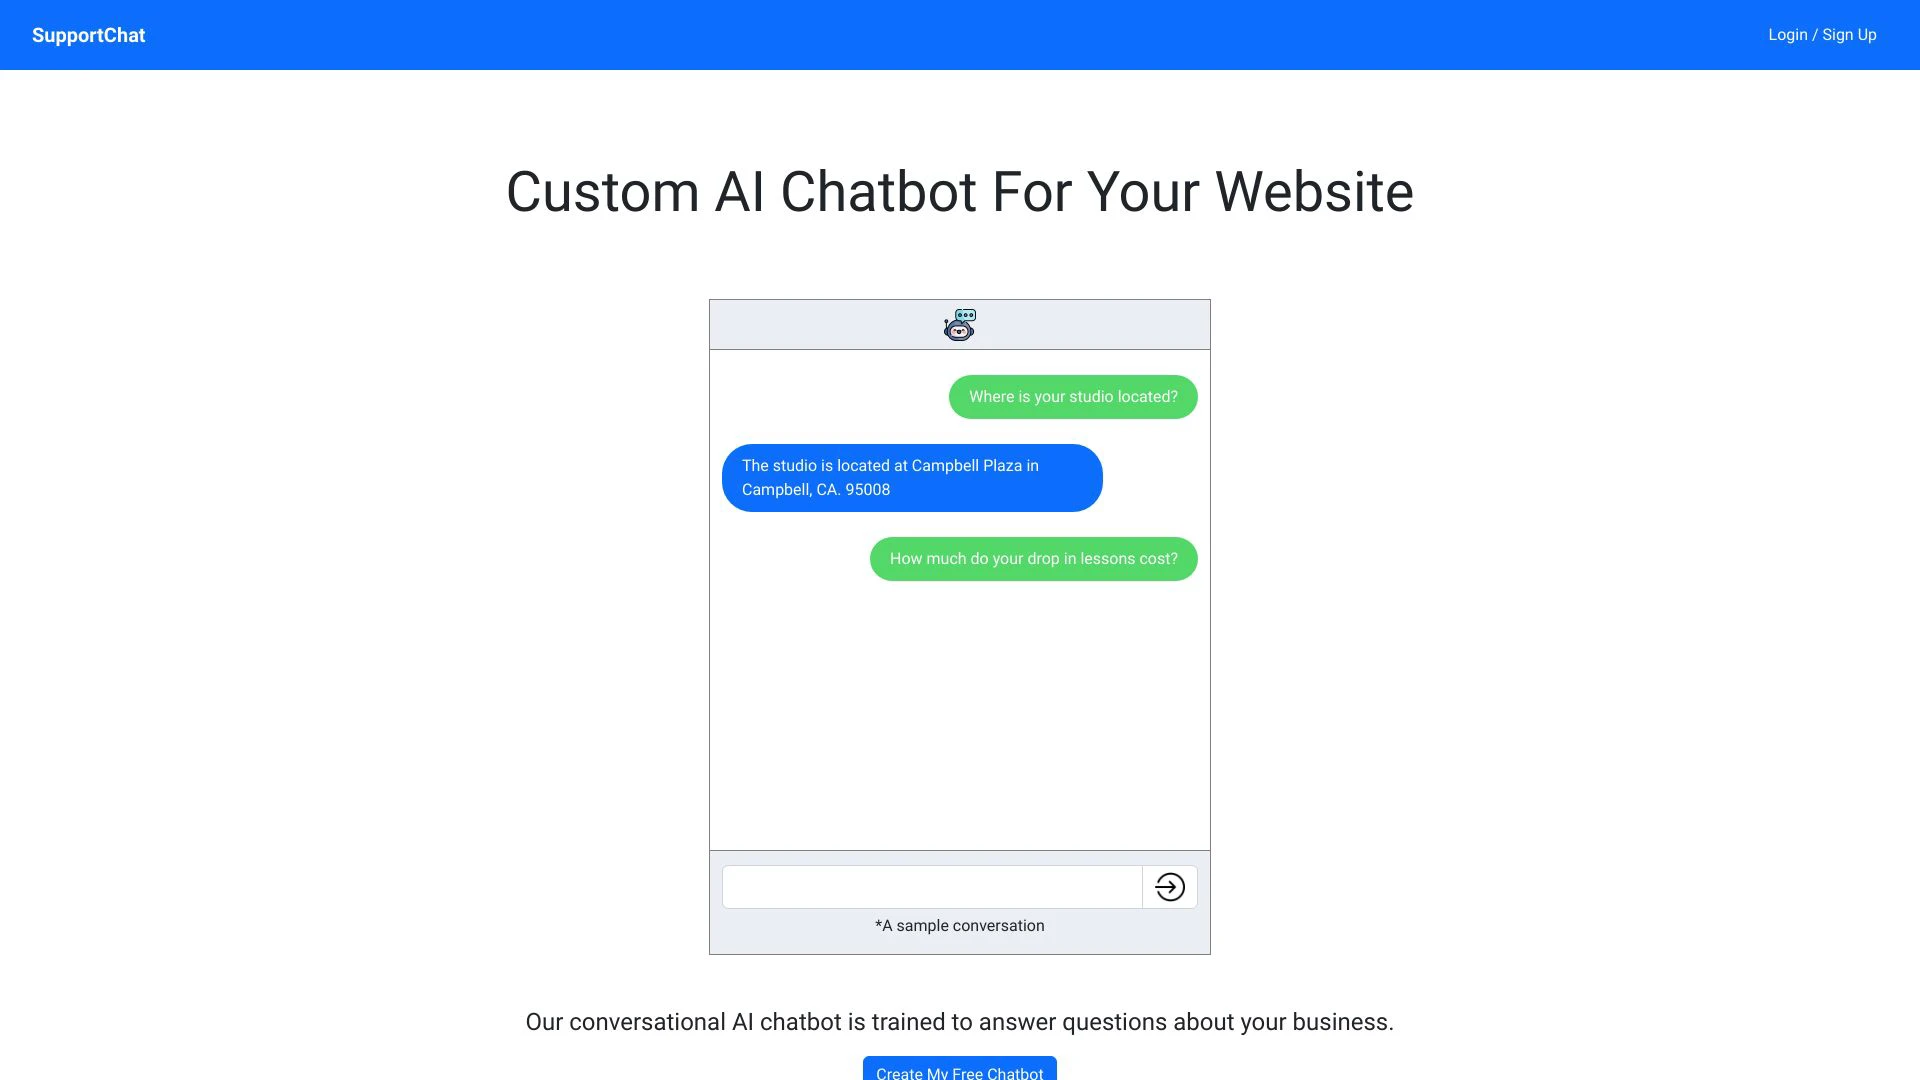 SupportChat
Login / Sign Up
Custom AI Chatbot For Your Website
Where is your studio located?
The studio is located at Campbell Plaza in
Campbell, CA. 95008
How much do your drop in lessons cost?
*A sample conversation
Our conversational AI chatbot is trained to answer questions about your business.
Create My Free Chatbot